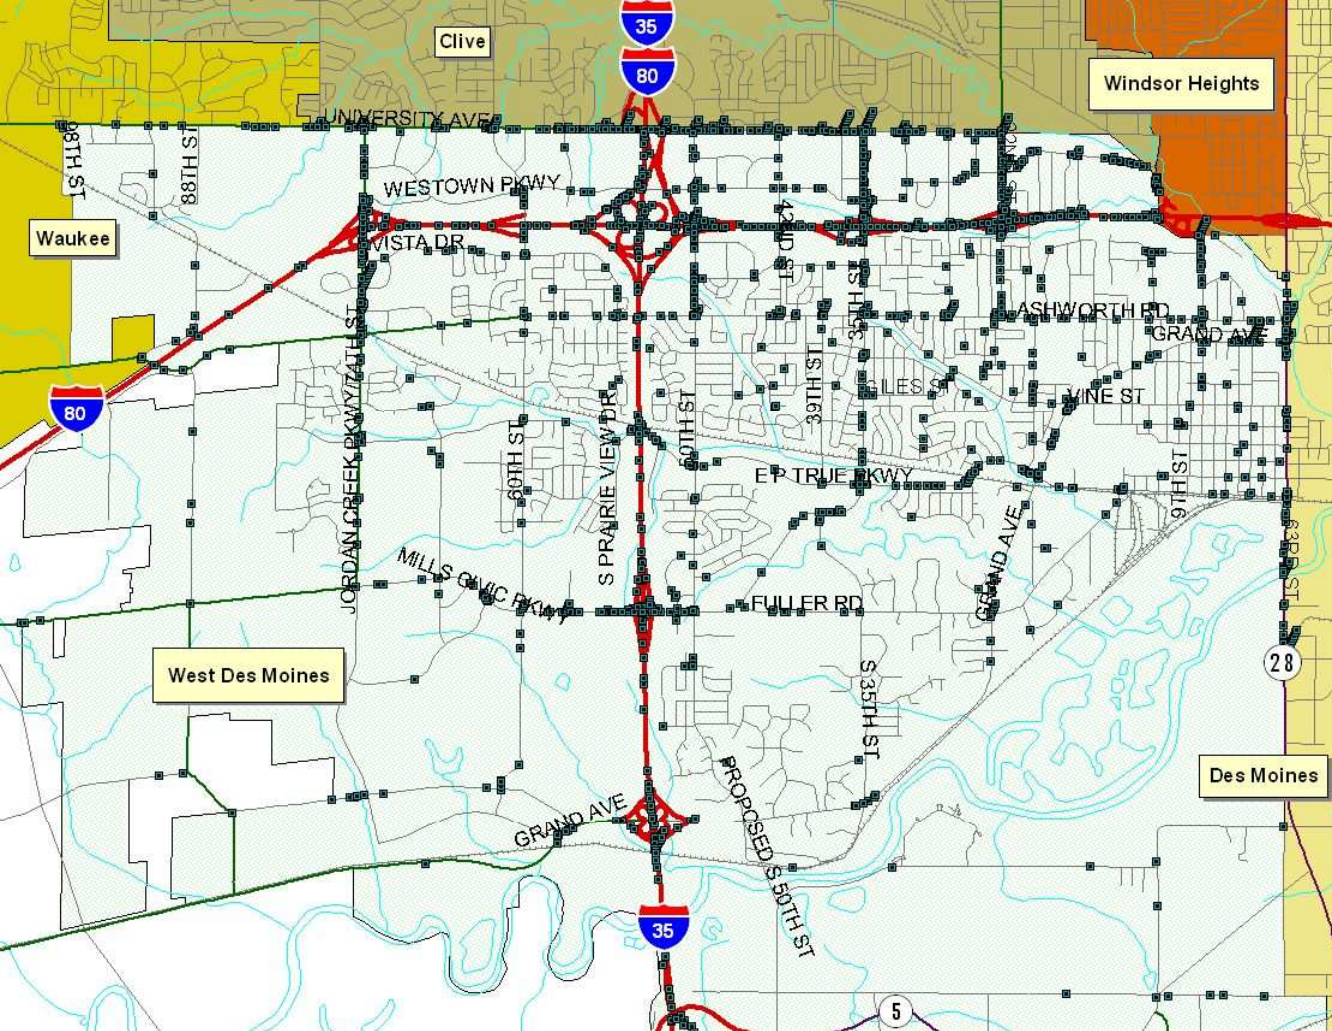 35
Clive
80
Windsor Heights
UNIVERSITY AVE
98TH ST
88TH ST
WESTOWN PKWY
Waukee
VISTA DR
42ND ST
35TH ST
ASHWORTH RD
GRAND AVE
JORDAN CREEK PKWY/74TH ST
39TH ST
GILES ST
VINE ST
80
S PRAIRIE VIEW DR
60TH ST
E P TRUE PKWY
9TH ST
GRAND AVE
63RD ST
MILLS CIVIC PKWY
FULLER RD
28
West Des Moines
S 35TH ST
Des Moines
PROPOSED S 50TH ST
GRAND AVE
35
5